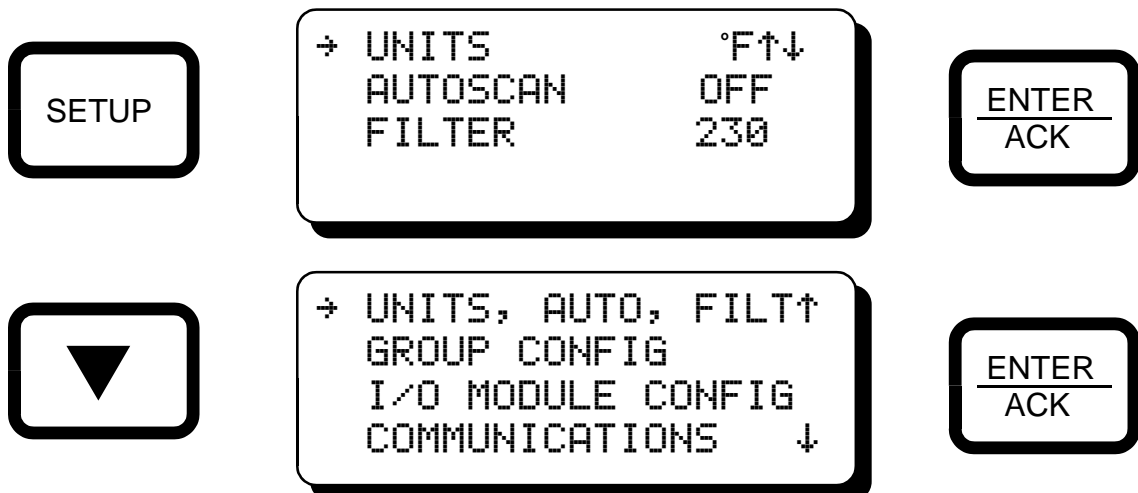 SETUP
→ UNITS °F↑↓
AUTOSCAN OFF
FILTER 230
ENTER
ACK
→ UNITS, AUTO, FILT↑
GROUP CONFIG
I/O MODULE CONFIG
COMMUNICATIONS ↓
ENTER
ACK